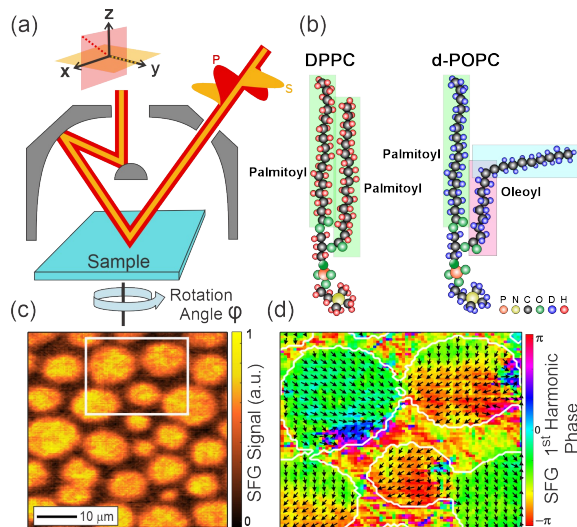 (a)
z
x
y
P
S
Sample
Rotation
Angle φ
(b)
DPPC
d-POPC
Palmitoyl
Palmitoyl
Palmitoyl
Oleoyl
P N C O D H
(c)
10 μm
1
SFG Signal (a.u.)
0
(d)
π
0
-π
SFG 1st Harmonic
Phase